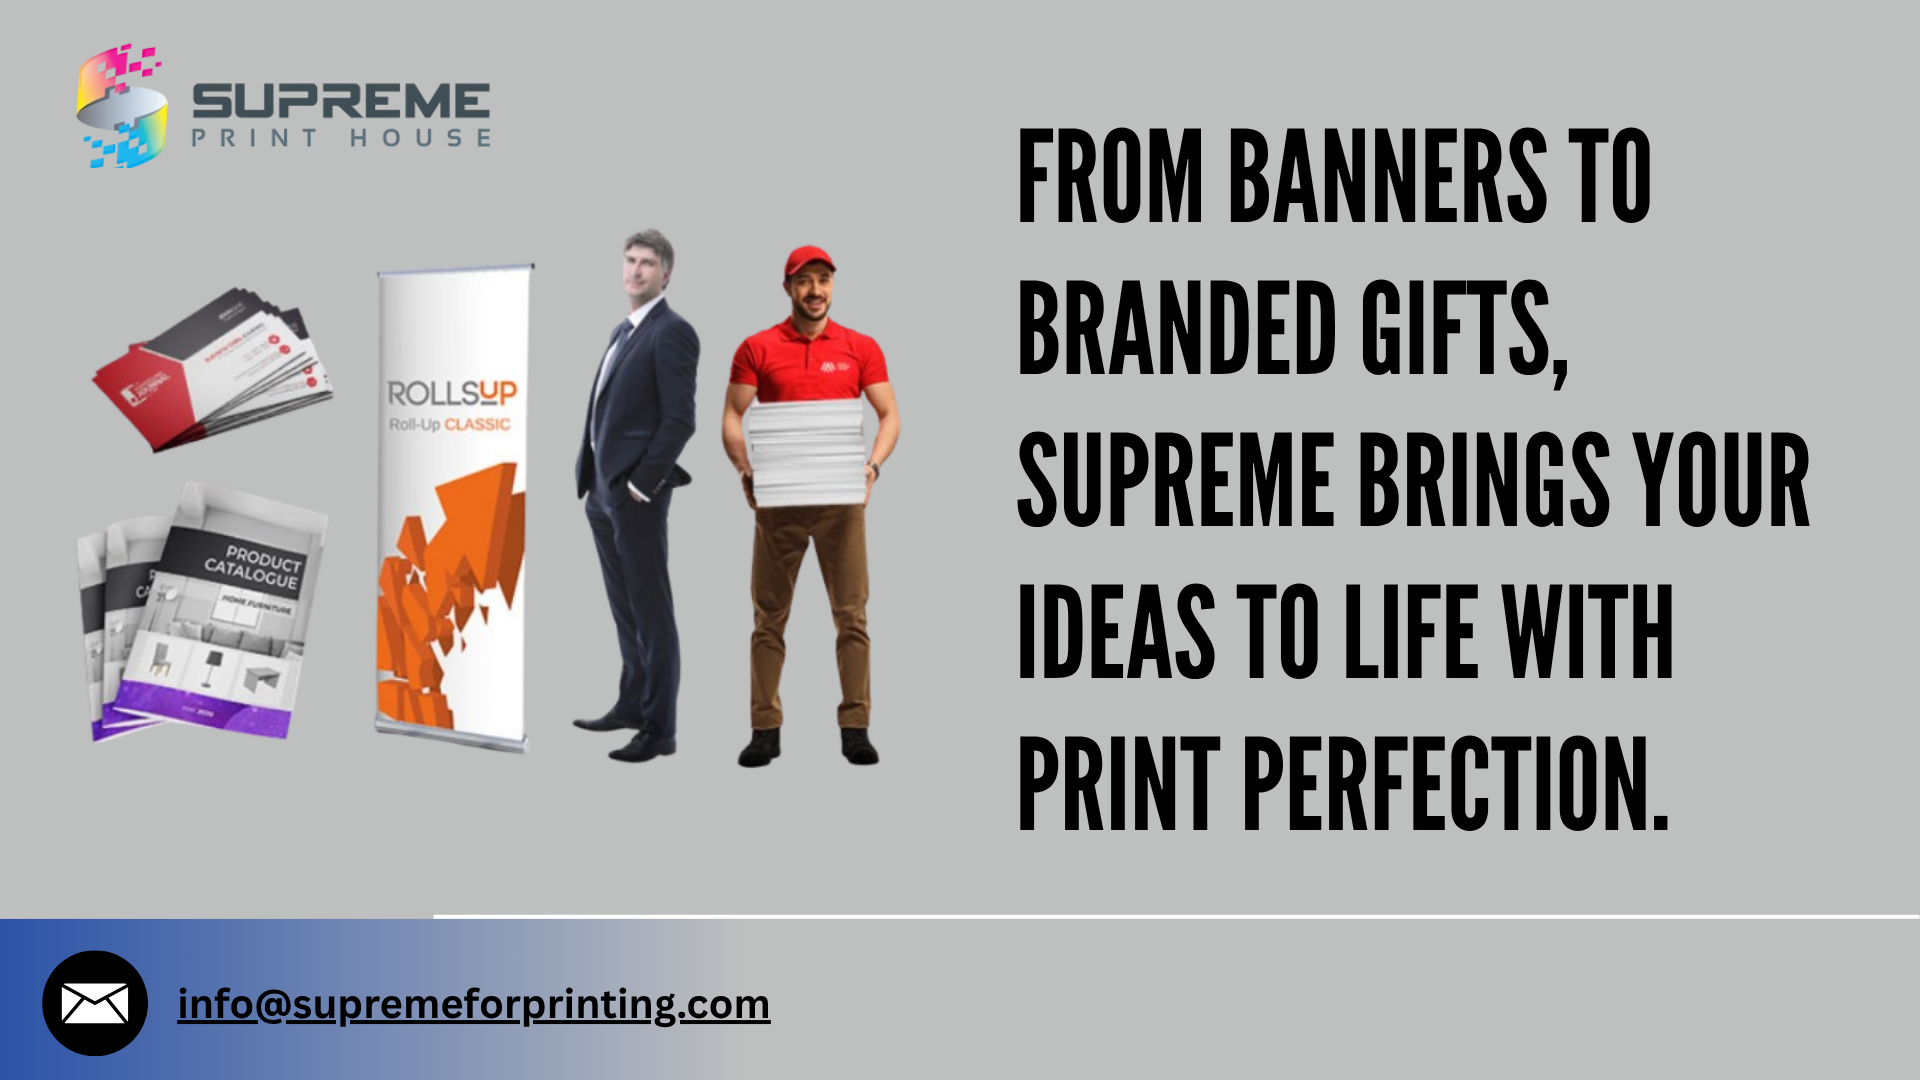 SUPREME
PRINT HOUSE
FROM BANNERS TO
BRANDED GIFTS,
SUPREME BRINGS YOUR
IDEAS TO LIFE WITH
PRINT PERFECTION.
ROLLSUP
Roll-Up CLASSIC
JOURNAL
PRODUCT
CATALOGUE
HOME.FURNITURE
info@supremeforprinting.com